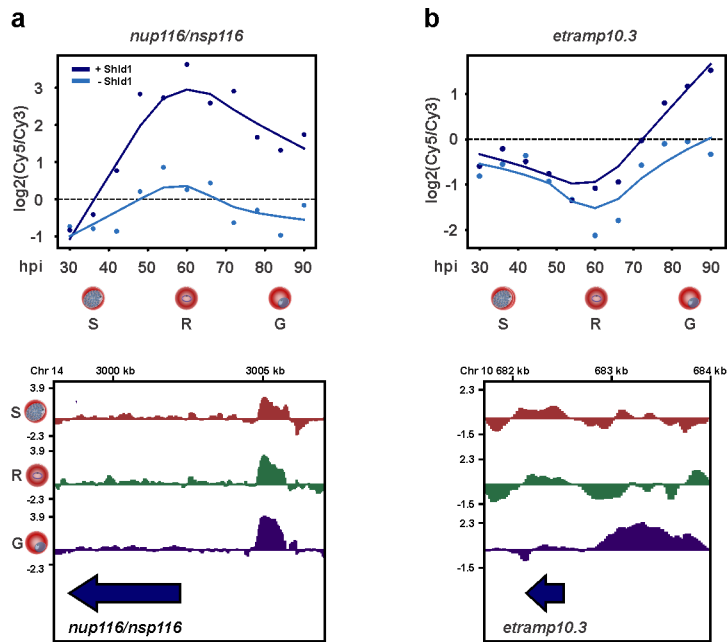 a
nup116/nsp116
+ Shld1
- Shld1
log2(Cy5/Cy3)
3
2
1
0
-1
hpi 30 40 50 60 70 80 90
S R G
b
etramp10.3
log2(Cy5/Cy3)
1
0
-1
-2
hpi 30 40 50 60 70 80 90
S R G
Chr 14 3000 kb 3005 kb
3.9
S
-2.3
3.9
R
-2.3
3.9
G
-2.3
nup116/nsp116
Chr 10 682 kb 683 kb 684 kb
2.3
-1.5
2.3
-1.5
2.3
-1.5
etramp10.3